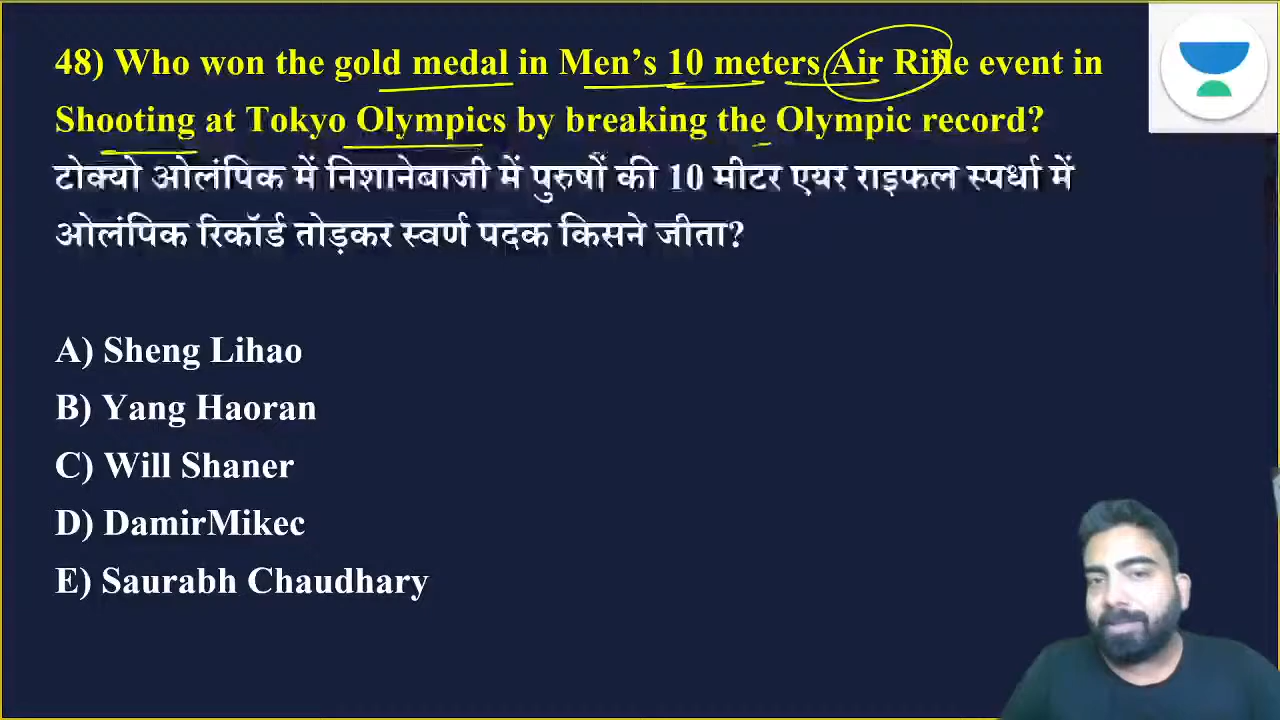 48) Who won the gold medal in Men’s 10 meters Air Rifle event in
Shooting at Tokyo Olympics by breaking the Olympic record?
टोक्यो ओलंपिक में निशानेबाजी में पुरुषों की 10 मीटर एयर राइफल स्पर्धा में
ओलंपिक रिकॉर्ड तोड़कर स्वर्ण पदक किसने जीता?
A) Sheng Lihao
B) Yang Haoran
C) Will Shaner
D) DamirMikec
E) Saurabh Chaudhary